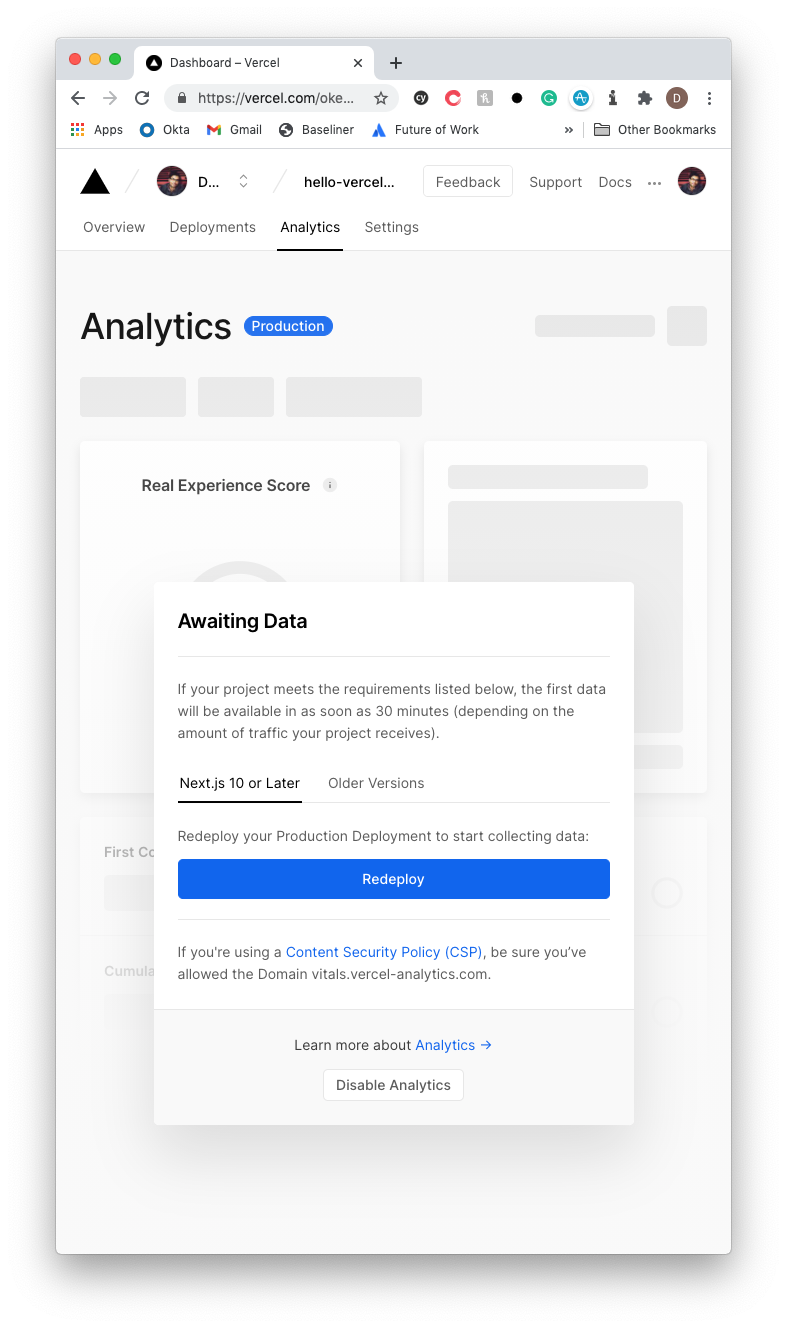 Dashboard – Vercel
https://vercel.com/oke...
cy
D
Apps
Okta
Gmail
Baseliner
Future of Work
»
Other Bookmarks
D...
hello-vercel...
Feedback
Support
Docs
Overview
Deployments
Analytics
Settings
Analytics
Production
Real Experience Score
Awaiting Data
If your project meets the requirements listed below, the first data
will be available in as soon as 30 minutes (depending on the
amount of traffic your project receives).
Next.js 10 or Later
Older Versions
First Co
Redeploy your Production Deployment to start collecting data:
Redeploy
If you're using a Content Security Policy (CSP), be sure you've
allowed the Domain vitals.vercel-analytics.com.
Cumula
Learn more about Analytics →
Disable Analytics